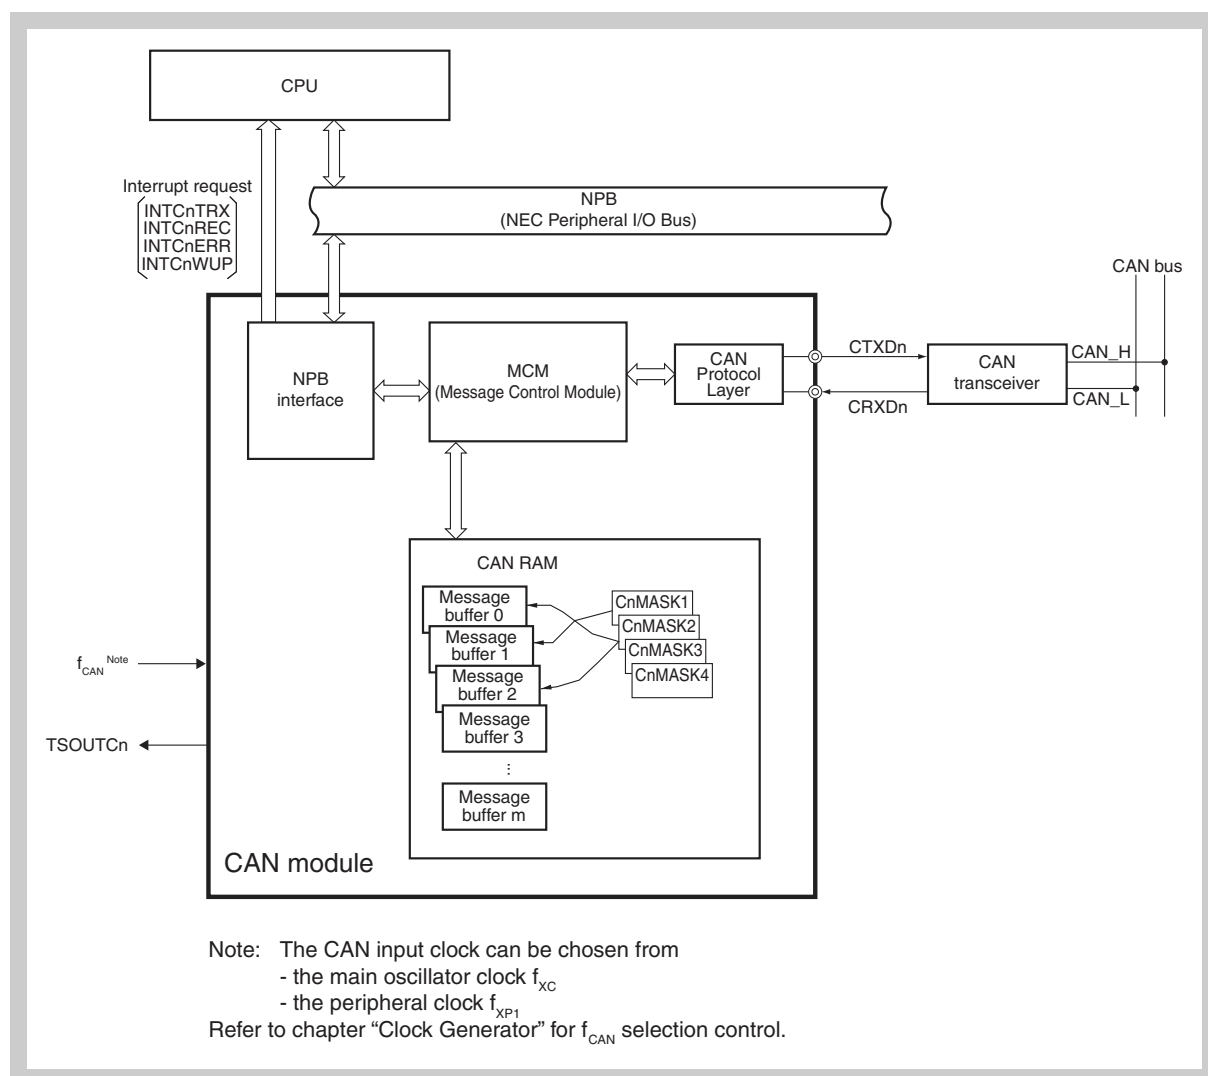 CPU
Interrupt request
INTCnTRX
INTCnREC
INTCnERR
INTCnWUP
NPB
(NEC Peripheral I/O Bus)
CAN bus
NPB
interface
MCM
(Message Control Module)
CAN
Protocol
Layer
CTXDn
CRXDn
CAN
transceiver
CAN_H
CAN_L
CAN RAM
Message
buffer 0
Message
buffer 1
Message
buffer 2
Message
buffer 3
⋮
Message
buffer m
CnMASK1
CnMASK2
CnMASK3
CnMASK4
fCAN Note
TSOUTCn
CAN module
Note: The CAN input clock can be chosen from
- the main oscillator clock fXC
- the peripheral clock fXP1
Refer to chapter “Clock Generator” for fCAN selection control.